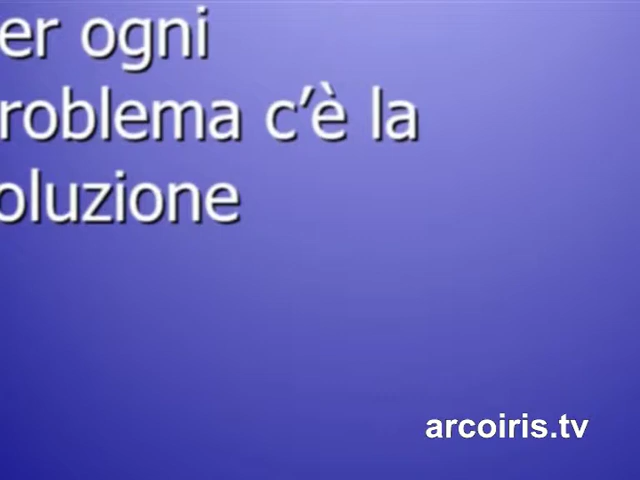 er ogni
roblema c'è la
oluzione
arcoiris.tv